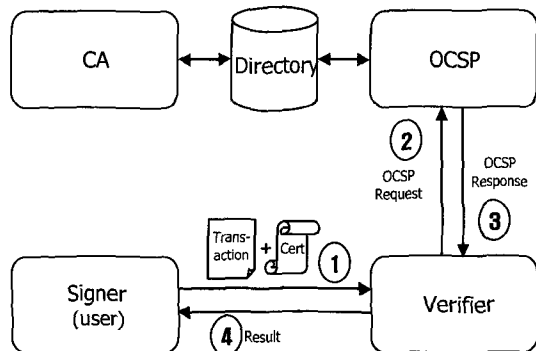 CA
Directory
OCSP
2
OCSP
Request
OCSP
Response
3
Trans-
action
+
Cert
1
Signer
(user)
Verifier
4 Result